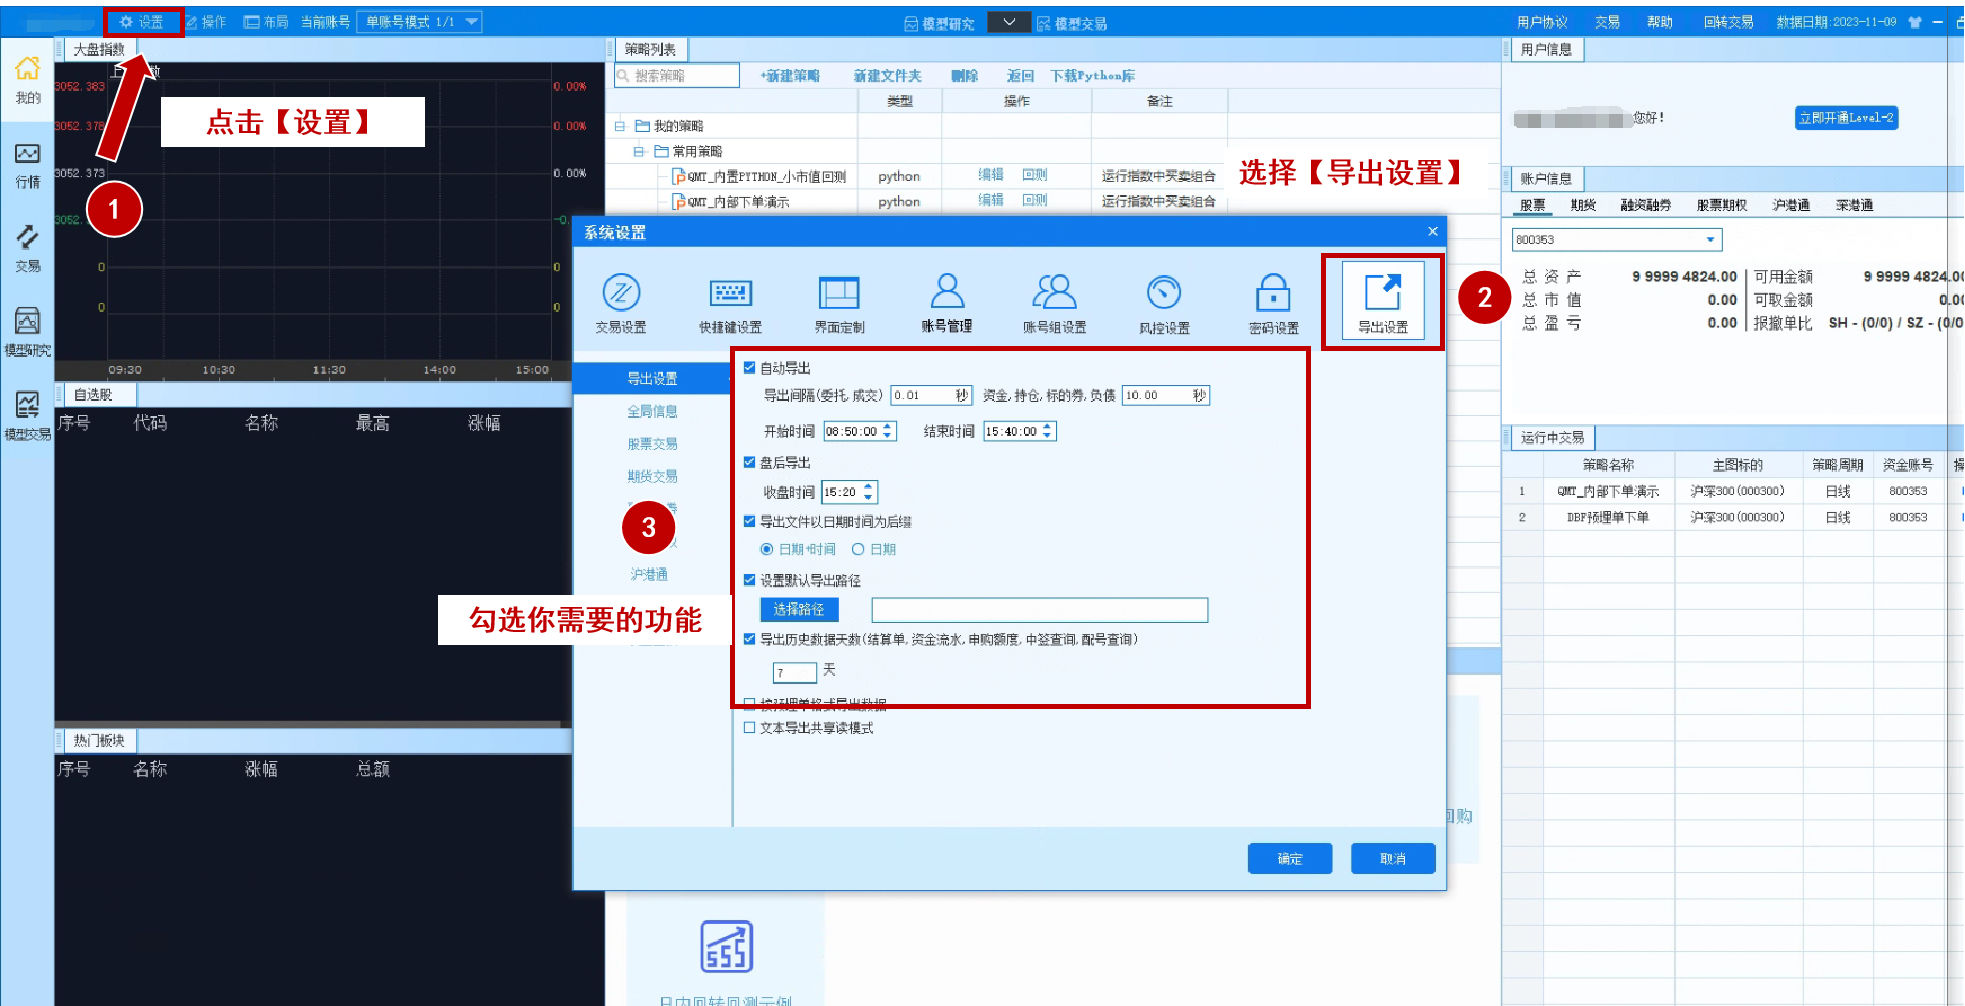 设置 操作 布局 当前账号 单账号模式 1/1 模型研究 模型交易 用户协议 交易 帮助 回转交易 数据日期:2023-11-09
大盘指数
3052.383 0.00%
3052.378 0.00%
3052.373 0.00%
3052. -0.
0 0
0 0
09:30 10:30 11:30 14:00 15:00
点击【设置】
1
我的
行情
交易
模型研究
模型交易
自选股
序号 代码 名称 最高 涨幅
热门板块
序号 名称 涨幅 总额
策略列表
搜索策略 +新建策略 新建文件夹 删除 返回 下载Python库
类型 操作 备注
我的策略
常用策略
QMT_内置PYTHON_小市值回测 python 编辑 回测 运行指数中买卖组合
QMT_内部下单演示 python 编辑 回测 运行指数中买卖组合
选择【导出设置】
2
系统设置
交易设置 快捷键设置 界面定制 账号管理 账号组设置 风控设置 密码设置 导出设置
导出设置
全局信息
股票交易
期货交易
沪港通
3
勾选你需要的功能
自动导出
导出间隔(委托,成交) 0.01 秒 资金,持仓,标的券,负债 10.00 秒
开始时间 08:50:00 结束时间 15:40:00
盘后导出
收盘时间 15:20
导出文件以日期时间为后缀
日期+时间 日期
设置默认导出路径
选择路径
导出历史数据天数(结算单,资金流水,申购额度,中签查询,配号查询)
7 天
按预埋单格式导出数据
文本导出共享读模式
确定 取消
回购
日内回转回测示例
用户信息
您好!
立即开通Level-2
账户信息
股票 期货 融资融券 股票期权 沪港通 深港通
800353
总资产 9 9999 4824.00 可用金额 9 9999 4824.00
总市值 0.00 可取金额 0.00
总盈亏 0.00 报撤单比 SH - (0/0) / SZ - (0/0
运行中交易
策略名称 主图标的 策略周期 资金账号 操
1 QMT_内部下单演示 沪深300(000300) 日线 800353
2 DBF预埋单下单 沪深300(000300) 日线 800353